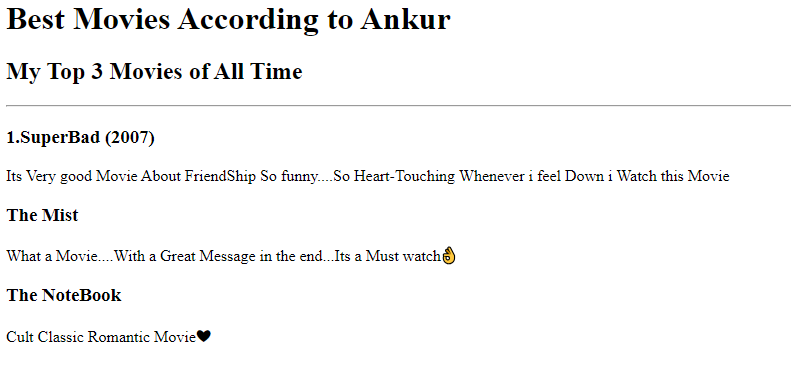 Best Movies According to Ankur
My Top 3 Movies of All Time
1.SuperBad (2007)
Its Very good Movie About FriendShip So funny....So Heart-Touching Whenever i feel Down i Watch this Movie
The Mist
What a Movie....With a Great Message in the end...Its a Must watch👌
The NoteBook
Cult Classic Romantic Movie❤